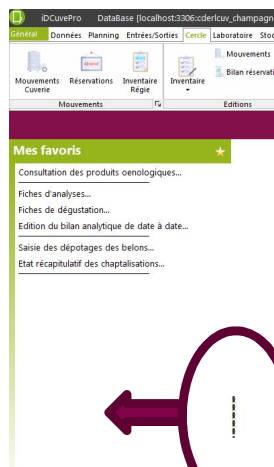 iDCuvePro DataBase [localhost:3306:cderlcuv_champagn
Général Données Planning Entrées/Sorties Cercle Laboratoire Stoc
Mouvements Cuverie
Réservations
Inventaire Régie
Inventaire
Mouvements
Bilan réservati
Mouvements
Editions
Mes favoris
Consultation des produits oenologiques...
Fiches d'analyses...
Fiches de dégustation...
Edition du bilan analytique de date à date...
Saisie des dépotages des belons...
Etat récapitulatif des chaptalisations...